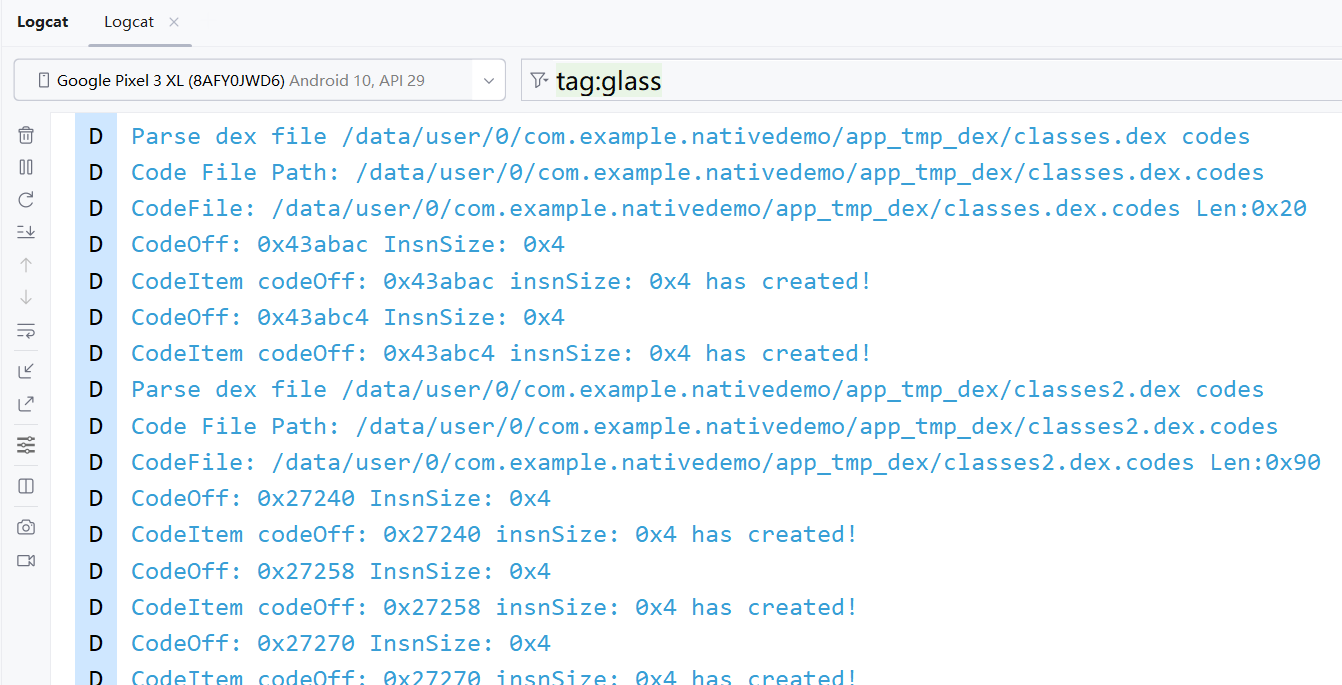 Logcat
Logcat
Google Pixel 3 XL (8AFY0JWD6) Android 10, API 29
tag:glass
D Parse dex file /data/user/0/com.example.nativedemo/app_tmp_dex/classes.dex codes
D Code File Path: /data/user/0/com.example.nativedemo/app_tmp_dex/classes.dex.codes
D CodeFile: /data/user/0/com.example.nativedemo/app_tmp_dex/classes.dex.codes Len:0x20
D CodeOff: 0x43abac InsnSize: 0x4
D CodeItem codeOff: 0x43abac insnSize: 0x4 has created!
D CodeOff: 0x43abc4 InsnSize: 0x4
D CodeItem codeOff: 0x43abc4 insnSize: 0x4 has created!
D Parse dex file /data/user/0/com.example.nativedemo/app_tmp_dex/classes2.dex codes
D Code File Path: /data/user/0/com.example.nativedemo/app_tmp_dex/classes2.dex.codes
D CodeFile: /data/user/0/com.example.nativedemo/app_tmp_dex/classes2.dex.codes Len:0x90
D CodeOff: 0x27240 InsnSize: 0x4
D CodeItem codeOff: 0x27240 insnSize: 0x4 has created!
D CodeOff: 0x27258 InsnSize: 0x4
D CodeItem codeOff: 0x27258 insnSize: 0x4 has created!
D CodeOff: 0x27270 InsnSize: 0x4
D CodeItem codeOff: 0x27270 insnSize: 0x4 has created!